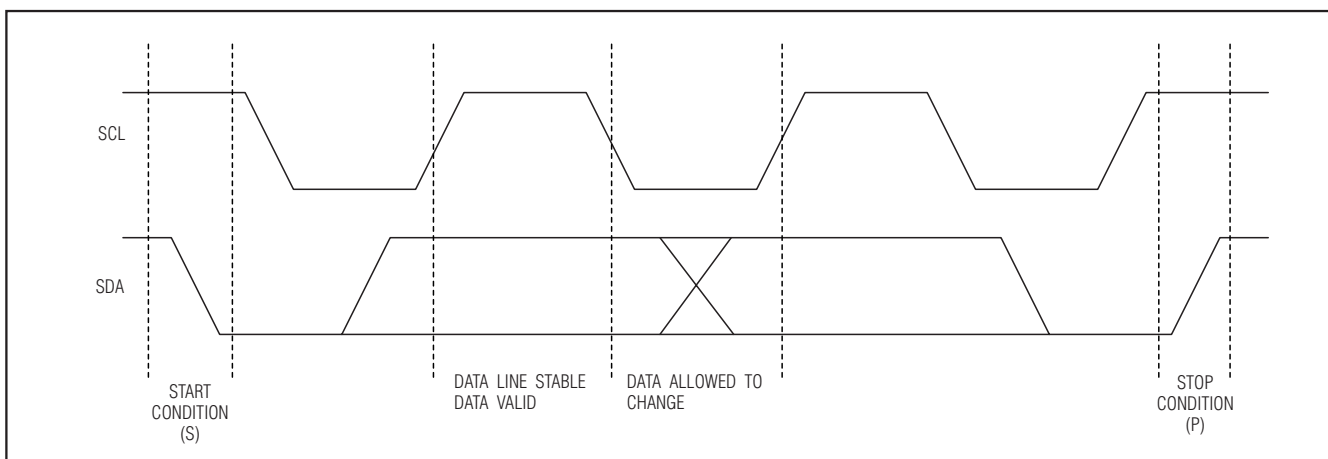 SCL
SDA
START
CONDITION
(S)
DATA LINE STABLE
DATA VALID
DATA ALLOWED TO
CHANGE
STOP
CONDITION
(P)